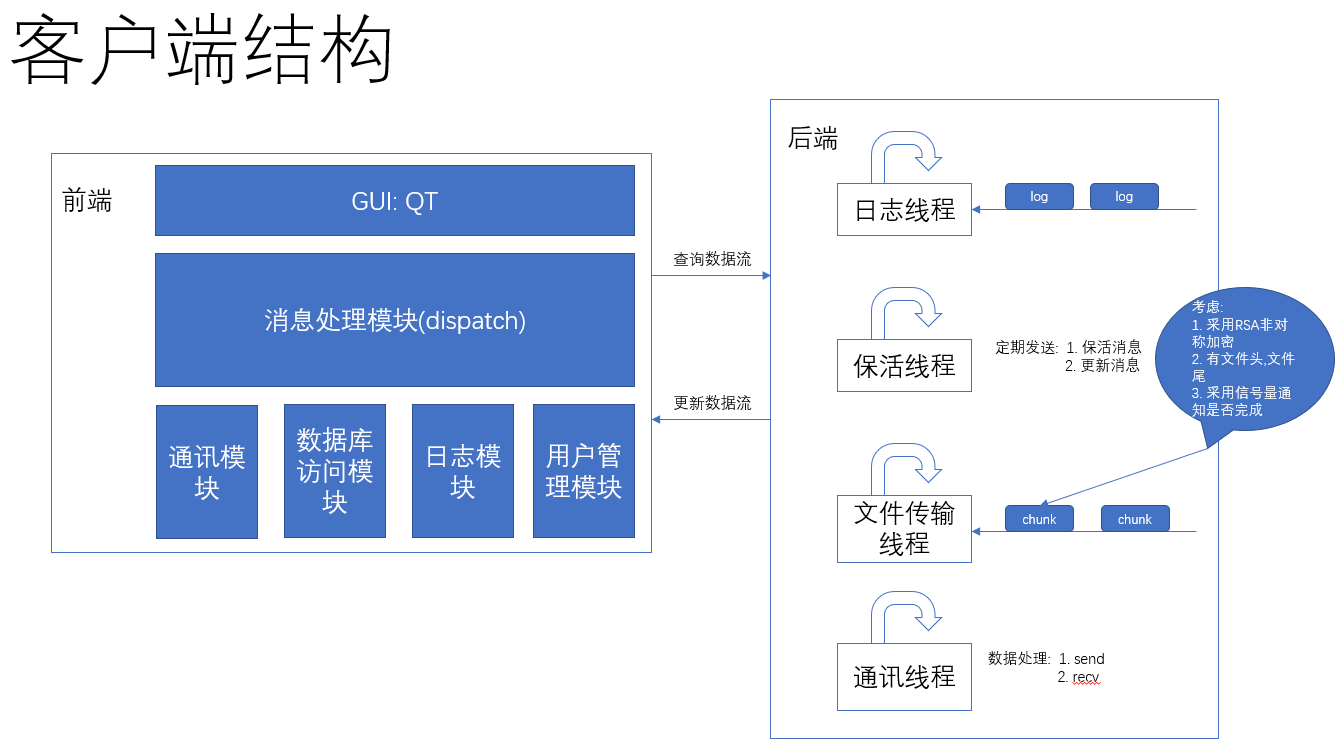 客户端结构
前端
GUI: QT
消息处理模块(dispatch)
通讯模
块
数据库
访问模
块
日志模
块
用户管
理模块
查询数据流
更新数据流
后端
日志线程
log
log
保活线程
定期发送: 1. 保活消息
2. 更新消息
考虑:
1. 采用RSA非对
称加密
2. 有文件头,文件
尾
3. 采用信号量通
知是否完成
文件传输
线程
chunk
chunk
通讯线程
数据处理: 1. send
2. recv